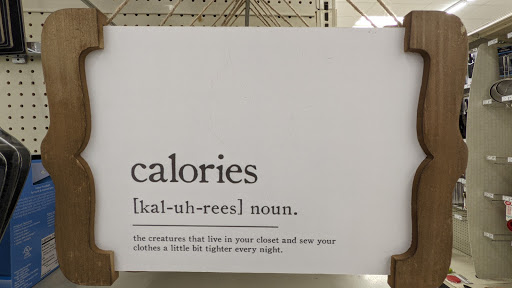 calories
[kal-uh-rees] noun.
the creatures that live in your closet and sew your
clothes a little bit tighter every night.